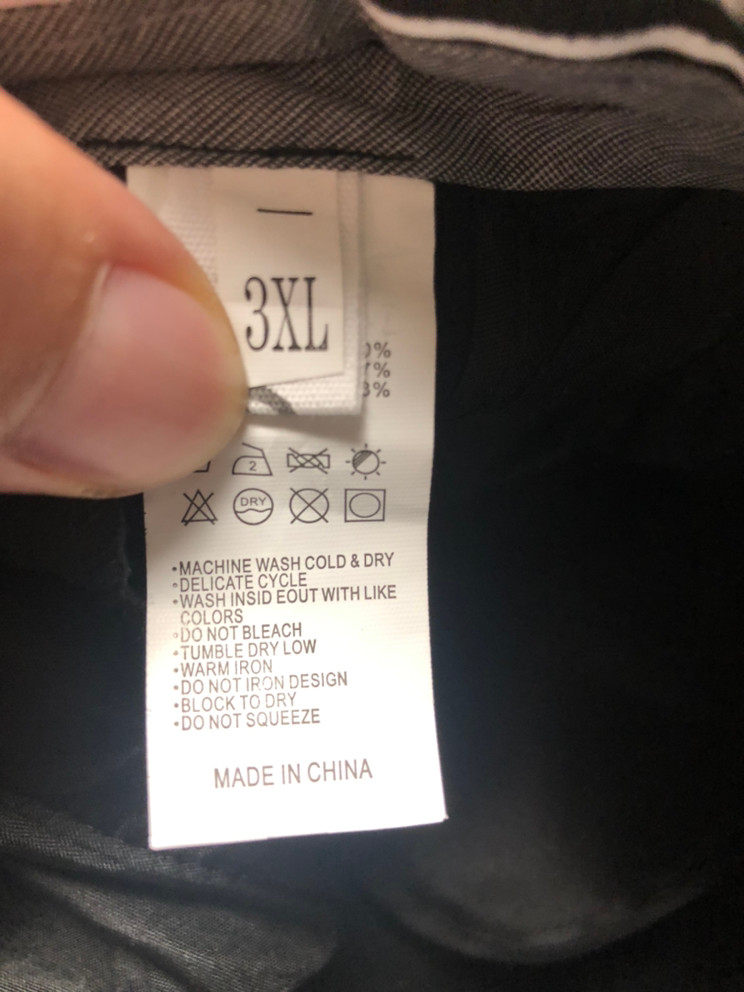 3XL
%
%
%
2
DRY
•MACHINE WASH COLD & DRY
•DELICATE CYCLE
•WASH INSID EOUT WITH LIKE
COLORS
•DO NOT BLEACH
•TUMBLE DRY LOW
•WARM IRON
•DO NOT IRON DESIGN
•BLOCK TO DRY
•DO NOT SQUEEZE
MADE IN CHINA